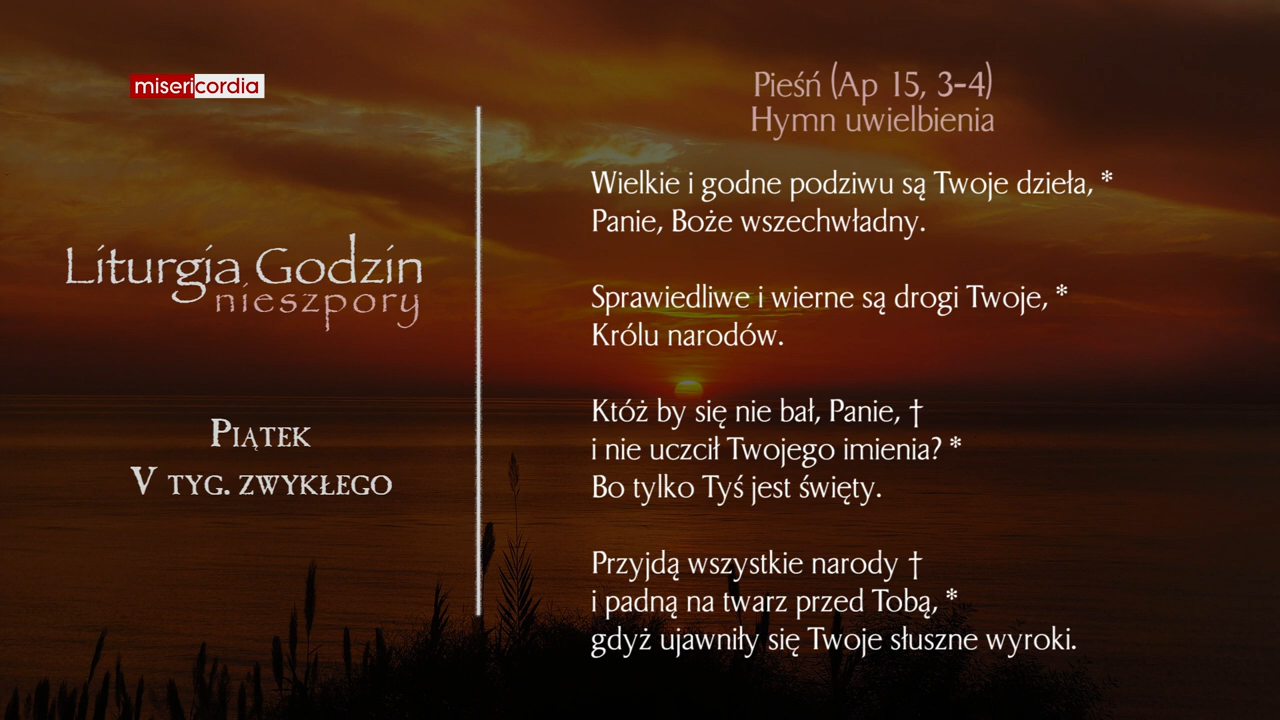 misericordia
Liturgia Godzin
nieszpory
Piątek
V tyg. zwykłego
Pieśń (Ap 15, 3-4)
Hymn uwielbienia
Wielkie i godne podziwu są Twoje dzieła, *
Panie, Boże wszechwładny.
Sprawiedliwe i wierne są drogi Twoje, *
Królu narodów.
Któż by się nie bał, Panie, †
i nie uczcił Twojego imienia? *
Bo tylko Tyś jest święty.
Przyjdą wszystkie narody †
i padną na twarz przed Tobą, *
gdyż ujawniły się Twoje słuszne wyroki.